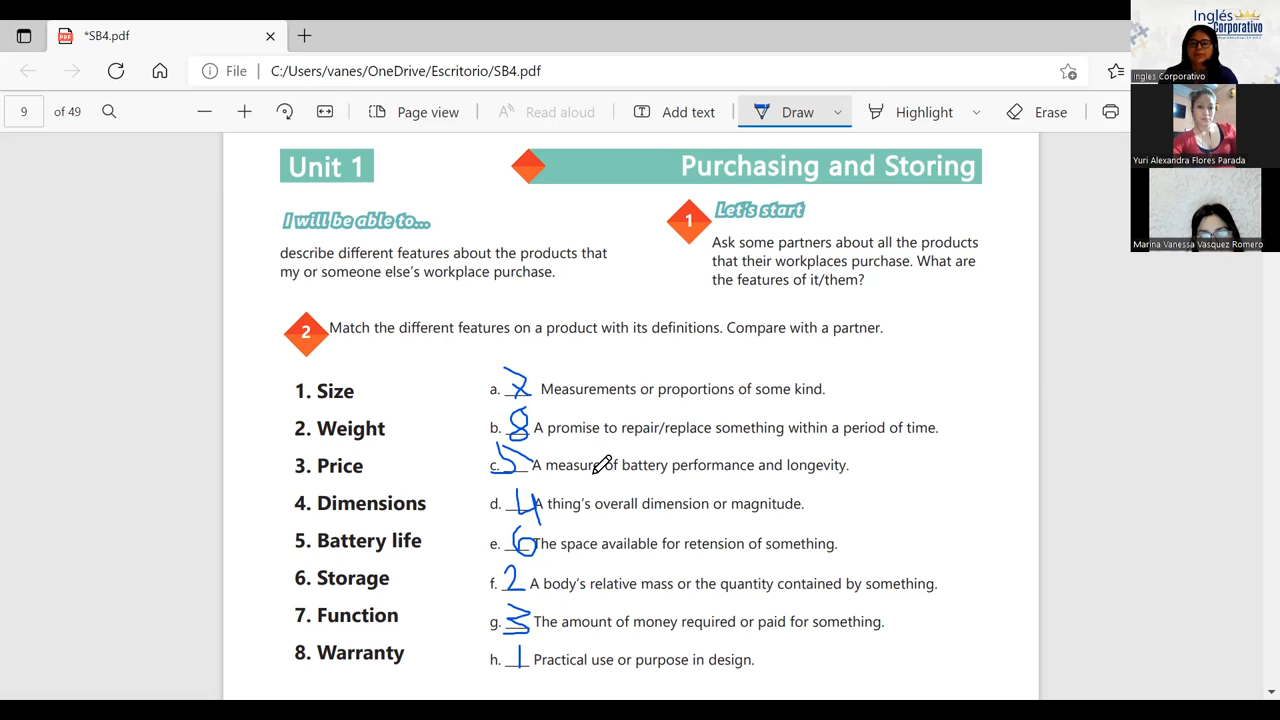 *SB4.pdf
File C:/Users/vanes/OneDrive/Escritorio/SB4.pdf
9 of 49 Page view Read aloud Add text Draw Highlight Erase
Inglés Corporativo
Ingles Corporativo
Yuri Alexandra Flores Parada
Marina Vanessa Vasquez Romero
Unit 1 Purchasing and Storing
I will be able to...
describe different features about the products that
my or someone else's workplace purchase.
1 Let's start
Ask some partners about all the products
that their workplaces purchase. What are
the features of it/them?
2 Match the different features on a product with its definitions. Compare with a partner.
1. Size a. 7 Measurements or proportions of some kind.
2. Weight b. 8 A promise to repair/replace something within a period of time.
3. Price c. 5 A measure of battery performance and longevity.
4. Dimensions d. 4 A thing's overall dimension or magnitude.
5. Battery life e. 6 The space available for retension of something.
6. Storage f. 2 A body's relative mass or the quantity contained by something.
7. Function g. 3 The amount of money required or paid for something.
8. Warranty h. 1 Practical use or purpose in design.